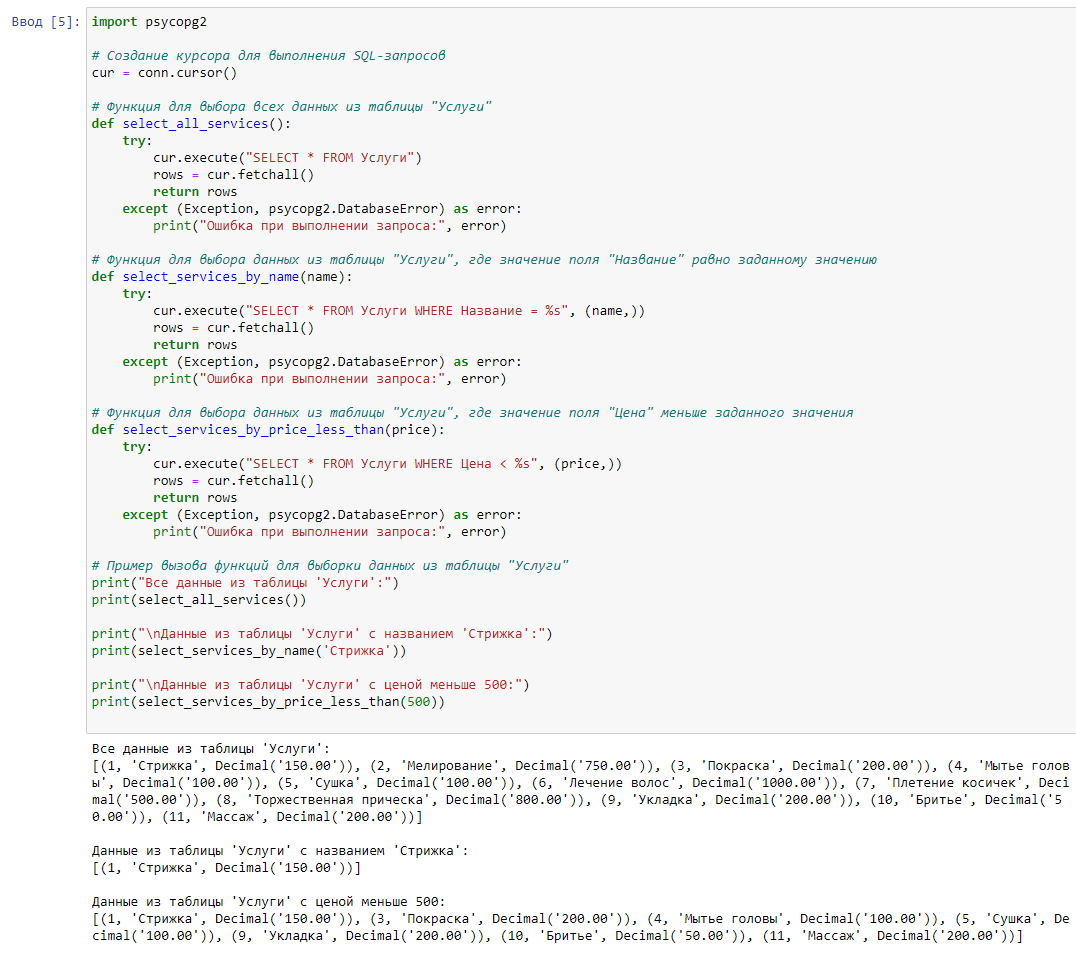 Ввод [5]: import psycopg2
# Создание курсора для выполнения SQL-запросов
cur = conn.cursor()
# Функция для выбора всех данных из таблицы "Услуги"
def select_all_services():
    try:
        cur.execute("SELECT * FROM Услуги")
        rows = cur.fetchall()
        return rows
    except (Exception, psycopg2.DatabaseError) as error:
        print("Ошибка при выполнении запроса:", error)
# Функция для выбора данных из таблицы "Услуги", где значение поля "Название" равно заданному значению
def select_services_by_name(name):
    try:
        cur.execute("SELECT * FROM Услуги WHERE Название = %s", (name,))
        rows = cur.fetchall()
        return rows
    except (Exception, psycopg2.DatabaseError) as error:
        print("Ошибка при выполнении запроса:", error)
# Функция для выбора данных из таблицы "Услуги", где значение поля "Цена" меньше заданного значения
def select_services_by_price_less_than(price):
    try:
        cur.execute("SELECT * FROM Услуги WHERE Цена < %s", (price,))
        rows = cur.fetchall()
        return rows
    except (Exception, psycopg2.DatabaseError) as error:
        print("Ошибка при выполнении запроса:", error)
# Пример вызова функций для выборки данных из таблицы "Услуги"
print("Все данные из таблицы 'Услуги':")
print(select_all_services())
print("\nДанные из таблицы 'Услуги' с названием 'Стрижка':")
print(select_services_by_name('Стрижка'))
print("\nДанные из таблицы 'Услуги' с ценой меньше 500:")
print(select_services_by_price_less_than(500))
Все данные из таблицы 'Услуги':
[(1, 'Стрижка', Decimal('150.00')), (2, 'Мелирование', Decimal('750.00')), (3, 'Покраска', Decimal('200.00')), (4, 'Мытье голов
ы', Decimal('100.00')), (5, 'Сушка', Decimal('100.00')), (6, 'Лечение волос', Decimal('1000.00')), (7, 'Плетение косичек', Deci
mal('500.00')), (8, 'Торжественная прическа', Decimal('800.00')), (9, 'Укладка', Decimal('200.00')), (10, 'Бритье', Decimal('5
0.00')), (11, 'Массаж', Decimal('200.00'))]
Данные из таблицы 'Услуги' с названием 'Стрижка':
[(1, 'Стрижка', Decimal('150.00'))]
Данные из таблицы 'Услуги' с ценой меньше 500:
[(1, 'Стрижка', Decimal('150.00')), (3, 'Покраска', Decimal('200.00')), (4, 'Мытье головы', Decimal('100.00')), (5, 'Сушка', De
cimal('100.00')), (9, 'Укладка', Decimal('200.00')), (10, 'Бритье', Decimal('50.00')), (11, 'Массаж', Decimal('200.00'))]